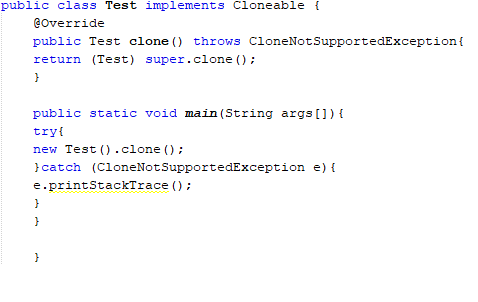 public class Test implements Cloneable {
@Override
public Test clone() throws CloneNotSupportedException{
return (Test) super.clone();
}
public static void main(String args[]){
try{
new Test().clone();
}catch (CloneNotSupportedException e){
e.printStackTrace();
}
}
}